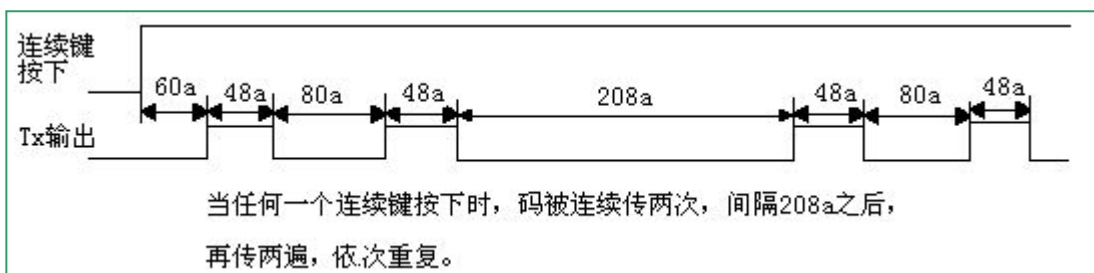 连续键
按下
60a 48a 80a 48a 208a 48a 80a 48a
Tx输出
当任何一个连续键按下时，码被连续传两次，间隔208a之后，
再传两遍，依次重复。